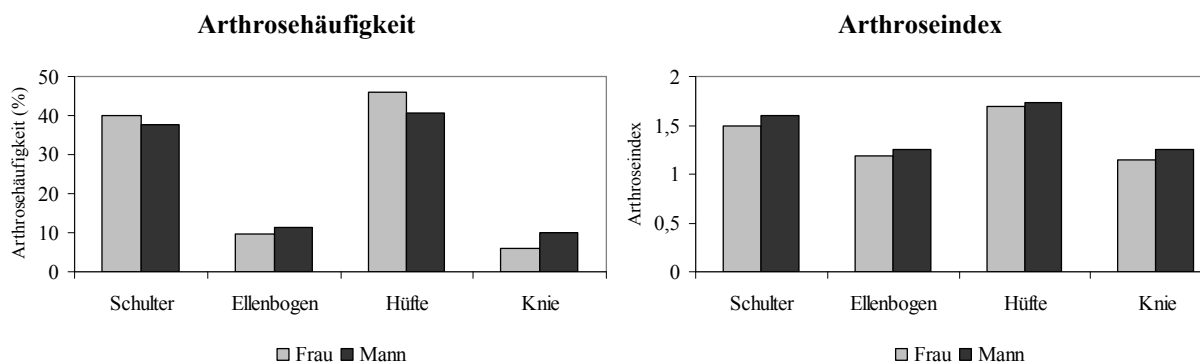 Arthrosehäufigkeit
Arthrosehäufigkeit (%)
50
40
30
20
10
0
Schulter
Ellenbogen
Hüfte
Knie
Frau
Mann
Arthroseindex
Arthroseindex
2
1,5
1
0,5
0
Schulter
Ellenbogen
Hüfte
Knie
Frau
Mann